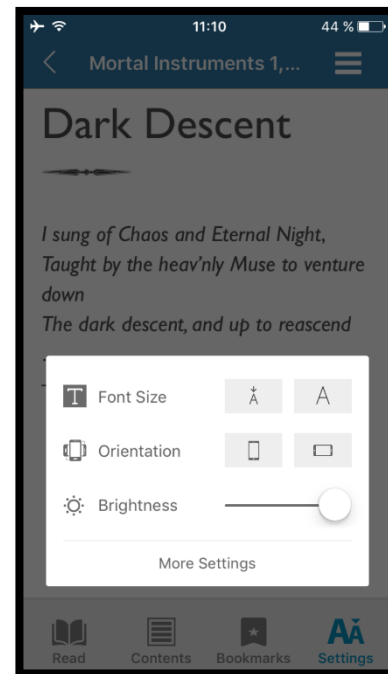 11:10
44 %
Mortal Instruments 1,...
Dark Descent
I sung of Chaos and Eternal Night,
Taught by the heav'nly Muse to venture
down
The dark descent, and up to reascend
Font Size
Orientation
Brightness
More Settings
Read
Contents
Bookmarks
Settings